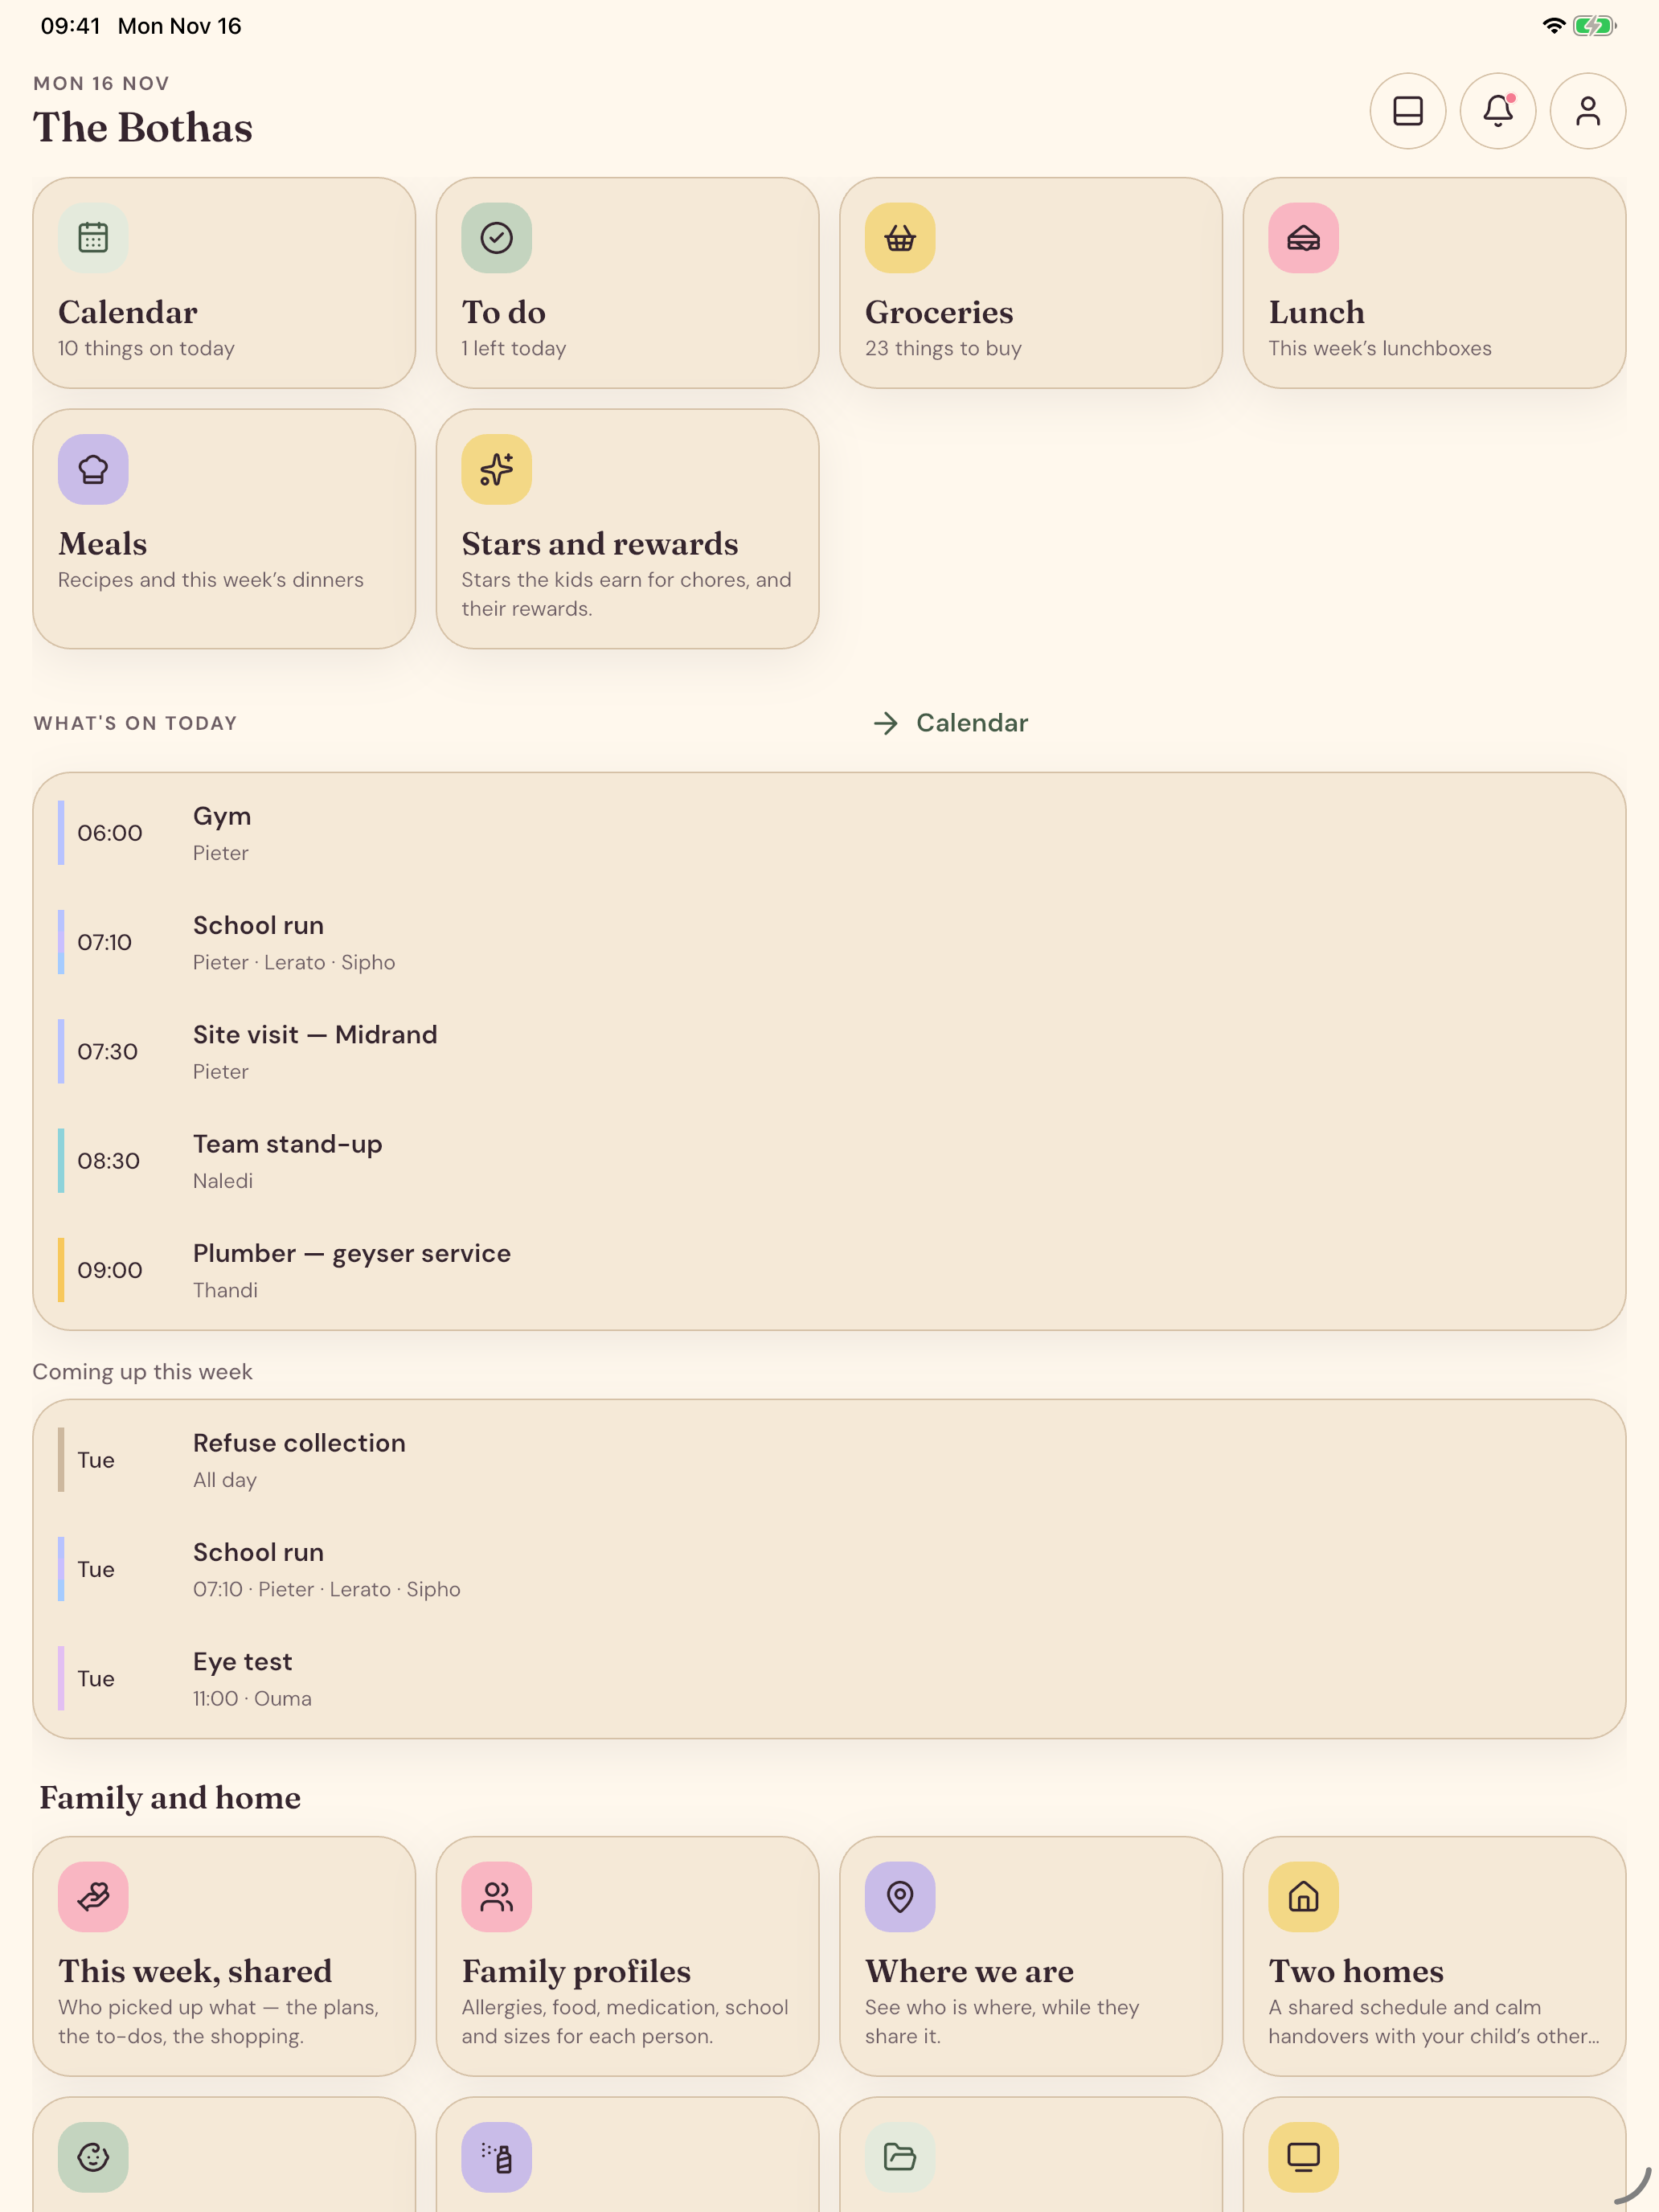 09:41 Mon Nov 16
MON 16 NOV
The Bothas
Calendar
10 things on today
To do
1 left today
Groceries
23 things to buy
Lunch
This week’s lunchboxes
Meals
Recipes and this week’s dinners
Stars and rewards
Stars the kids earn for chores, and
their rewards.
WHAT'S ON TODAY
Calendar
06:00
Gym
Pieter
07:10
School run
Pieter · Lerato · Sipho
07:30
Site visit — Midrand
Pieter
08:30
Team stand-up
Naledi
09:00
Plumber — geyser service
Thandi
Coming up this week
Tue
Refuse collection
All day
Tue
School run
07:10 · Pieter · Lerato · Sipho
Tue
Eye test
11:00 · Ouma
Family and home
This week, shared
Who picked up what — the plans,
the to-dos, the shopping.
Family profiles
Allergies, food, medication, school
and sizes for each person.
Where we are
See who is where, while they
share it.
Two homes
A shared schedule and calm
handovers with your child’s other...